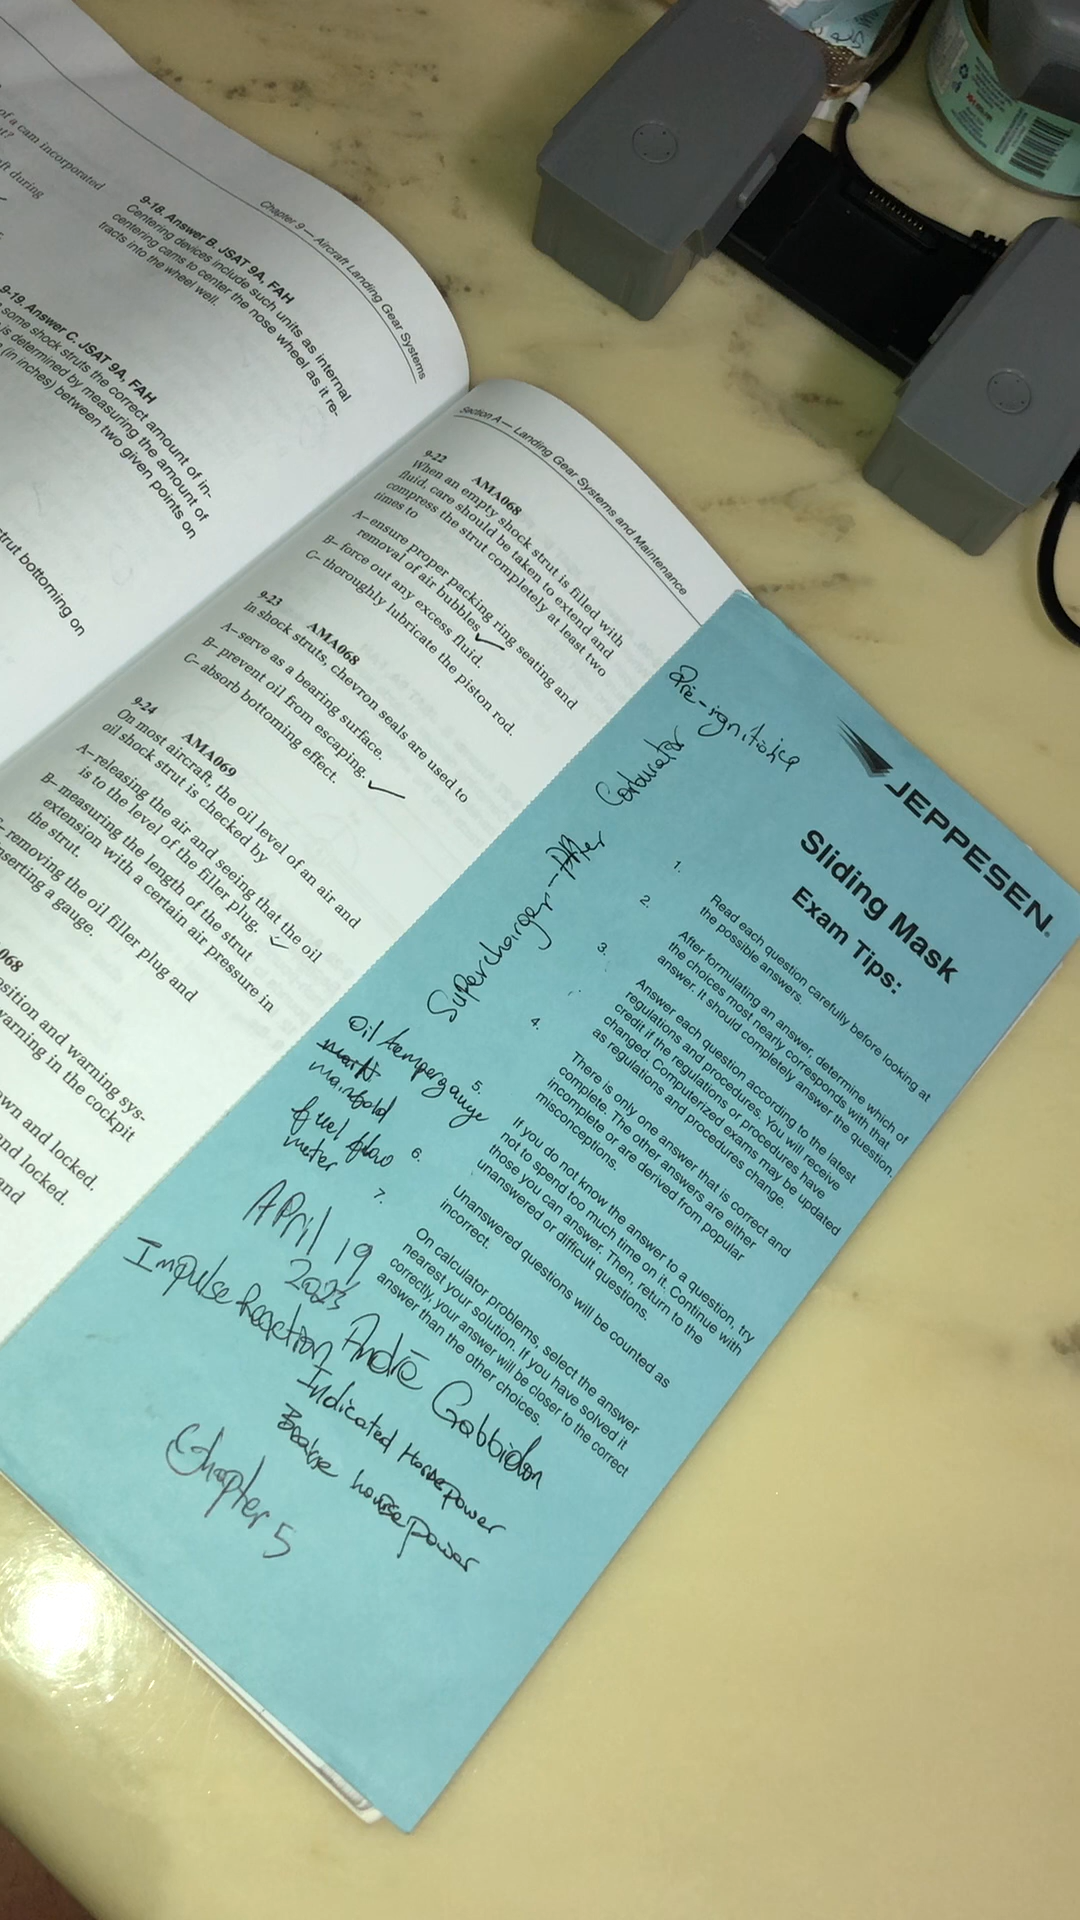 of a cam incorporated
during
Chapter 9 — Aircraft Landing Gear Systems
9-18. Answer B. JSAT 9A, FAH
Centering devices include such units as internal
centering cams to center the nose wheel as it re-
tracts into the wheel well.
9-19. Answer C. JSAT 9A, FAH
some shock struts the correct amount of in-
is determined by measuring the amount of
(in inches) between two given points on
strut bottoming on
Section A — Landing Gear Systems and Maintenance
9-22 AMA068
When an empty shock strut is filled with
fluid, care should be taken to extend and
compress the strut completely at least two
times to
A–ensure proper packing ring seating and
removal of air bubbles.
B–force out any excess fluid.
C–thoroughly lubricate the piston rod.
9-23 AMA068
In shock struts, chevron seals are used to
A–serve as a bearing surface.
B–prevent oil from escaping.
C–absorb bottoming effect.
9-24 AMA069
On most aircraft, the oil level of an air and
oil shock strut is checked by
A–releasing the air and seeing that the oil
is to the level of the filler plug.
B–measuring the length of the strut
extension with a certain air pressure in
the strut.
removing the oil filler plug and
inserting a gauge.
068
position and warning sys-
warning in the cockpit
own and locked.
and locked.
and
JEPPESEN®
Sliding Mask
Exam Tips:
1. Read each question carefully before looking at
the possible answers.
2. After formulating an answer, determine which of
the choices most nearly corresponds with that
answer. It should completely answer the question.
3. Answer each question according to the latest
regulations and procedures. You will receive
credit if the regulations or procedures have
changed. Computerized exams may be updated
as regulations and procedures change.
4. There is only one answer that is correct and
complete. The other answers are either
incomplete or are derived from popular
misconceptions.
5. If you do not know the answer to a question, try
not to spend too much time on it. Continue with
those you can answer. Then, return to the
unanswered or difficult questions.
6. Unanswered questions will be counted as
incorrect.
7. On calculator problems, select the answer
nearest your solution. If you have solved it
correctly, your answer will be closer to the correct
answer than the other choices.
Supercharger-After Carburator
Oil temper gauge
manifold
fuel flow
meter
APril 19
2023
Impulse Reaction Andrē Gabbidon
Indicated Horsepower
horsepower
Chapter 5